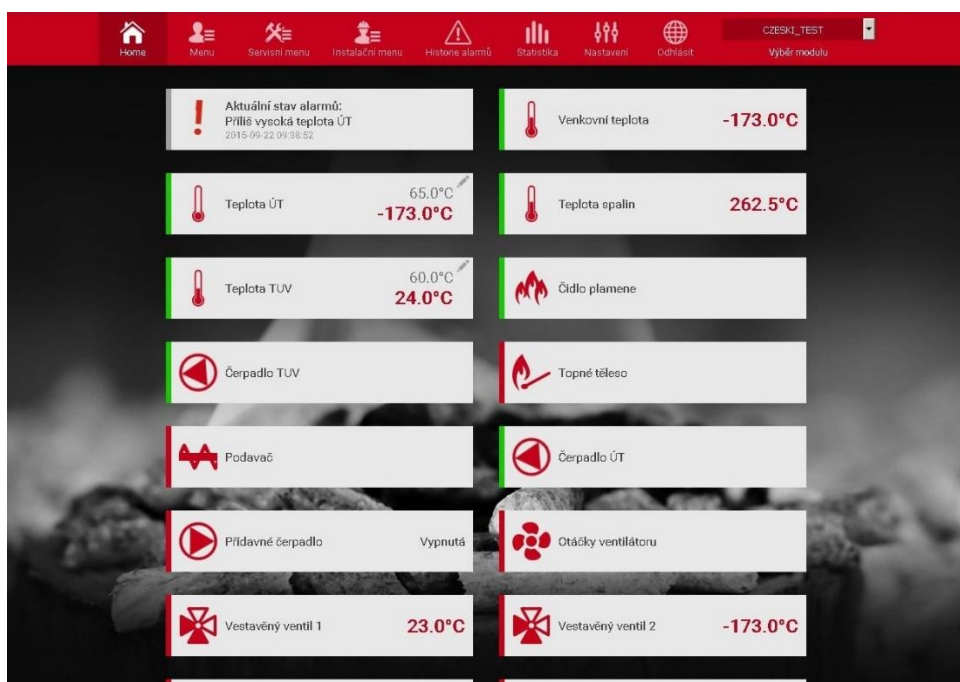 Home
Menu
Servisní menu
Instalační menu
Historie alarmů
Statistika
Nastavení
Odhlásit
CZESKI_TEST
Výběr modulu
Aktuální stav alarmů:
Příliš vysoká teplota ÚT
2015-09-22 09:38:52
Venkovní teplota
-173.0°C
Teplota ÚT
65.0°C
-173.0°C
Teplota spalin
262.5°C
Teplota TUV
60.0°C
24.0°C
Čidlo plamene
Čerpadlo TUV
Topné těleso
Podavač
Čerpadlo ÚT
Přídavné čerpadlo
Vypnutá
Otáčky ventilátoru
Vestavěný ventil 1
23.0°C
Vestavěný ventil 2
-173.0°C